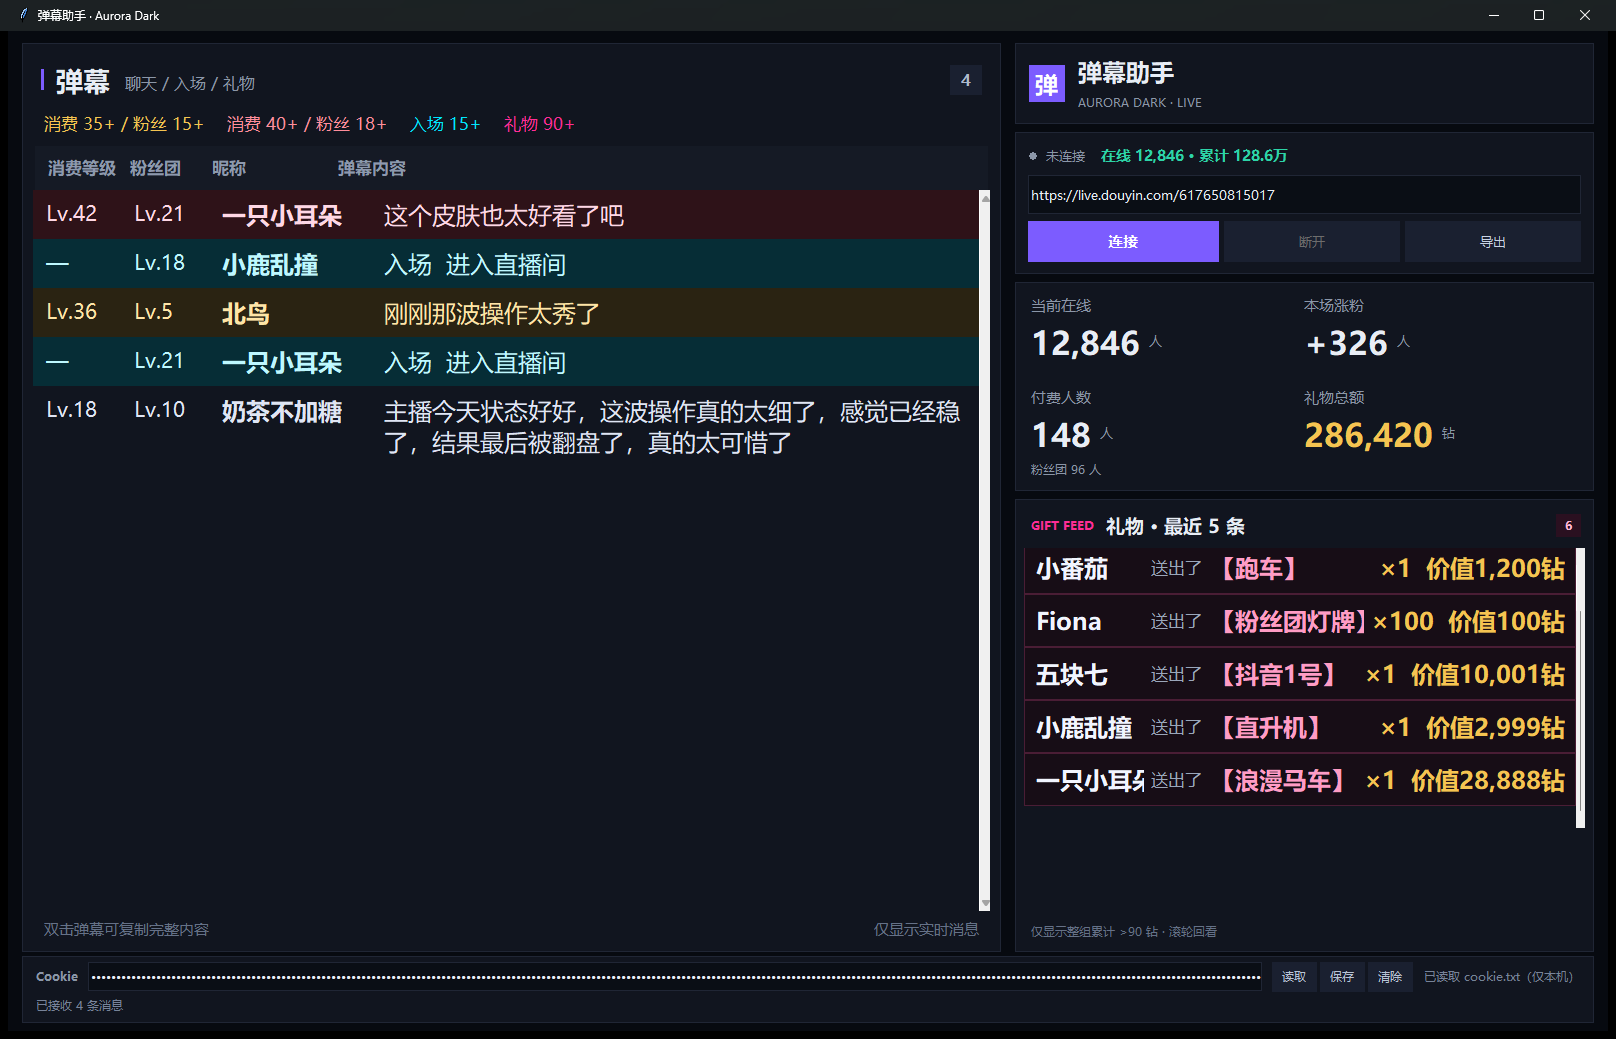 弹幕助手 · Aurora Dark
弹幕 聊天 / 入场 / 礼物 4
消费 35+ / 粉丝 15+ 消费 40+ / 粉丝 18+ 入场 15+ 礼物 90+
消费等级 粉丝团 昵称 弹幕内容
Lv.42 Lv.21 一只小耳朵 这个皮肤也太好看了吧
— Lv.18 小鹿乱撞 入场 进入直播间
Lv.36 Lv.5 北鸟 刚刚那波操作太秀了
— Lv.21 一只小耳朵 入场 进入直播间
Lv.18 Lv.10 奶茶不加糖 主播今天状态好好，这波操作真的太细了，感觉已经稳
了，结果最后被翻盘了，真的太可惜了
双击弹幕可复制完整内容 仅显示实时消息
弹 弹幕助手
AURORA DARK · LIVE
● 未连接 在线 12,846 • 累计 128.6万
https://live.douyin.com/617650815017
连接 断开 导出
当前在线 本场涨粉
12,846 人 +326 人
付费人数 礼物总额
148 人 286,420 钻
粉丝团 96 人
GIFT FEED 礼物 • 最近 5 条 6
小番茄 送出了 【跑车】 ×1 价值1,200钻
Fiona 送出了 【粉丝团灯牌】 ×100 价值100钻
五块七 送出了 【抖音1号】 ×1 价值10,001钻
小鹿乱撞 送出了 【直升机】 ×1 价值2,999钻
一只小耳朵 送出了 【浪漫马车】 ×1 价值28,888钻
仅显示整组累计 >90 钻 · 滚轮回看
Cookie 读取 保存 清除 已读取 cookie.txt（仅本机）
已接收 4 条消息